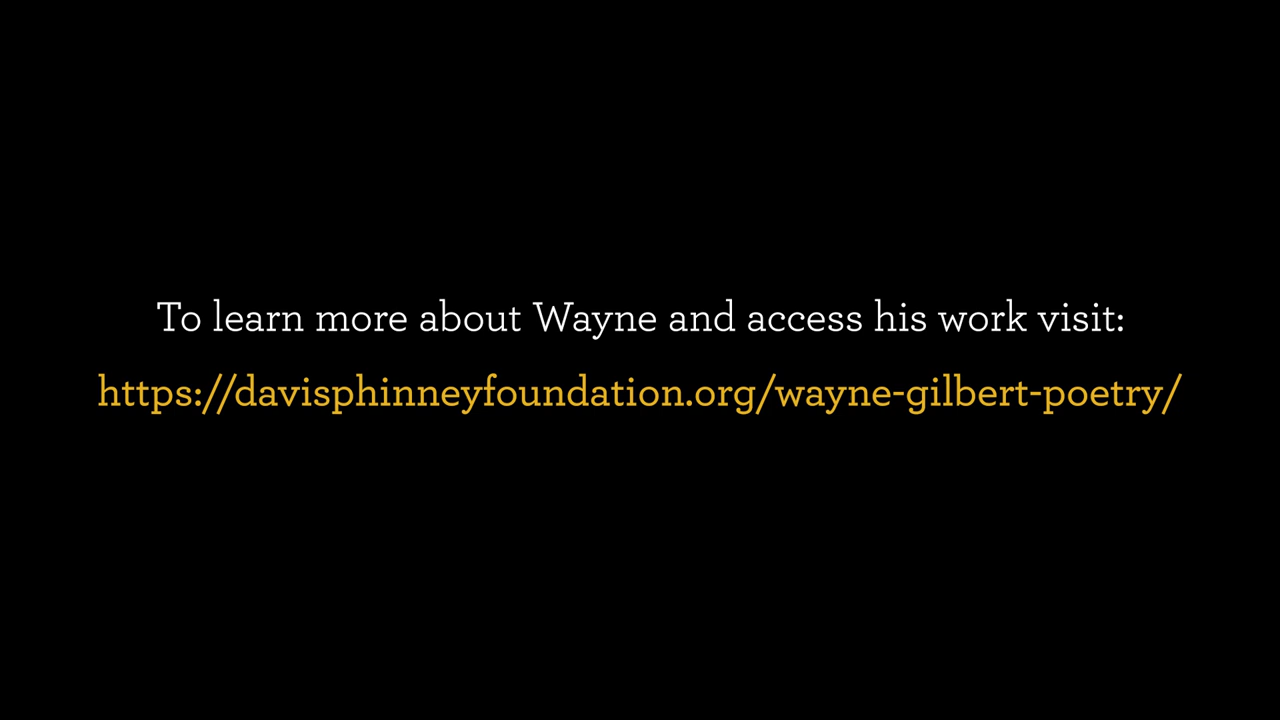 To learn more about Wayne and access his work visit:
https://davisphinneyfoundation.org/wayne-gilbert-poetry/